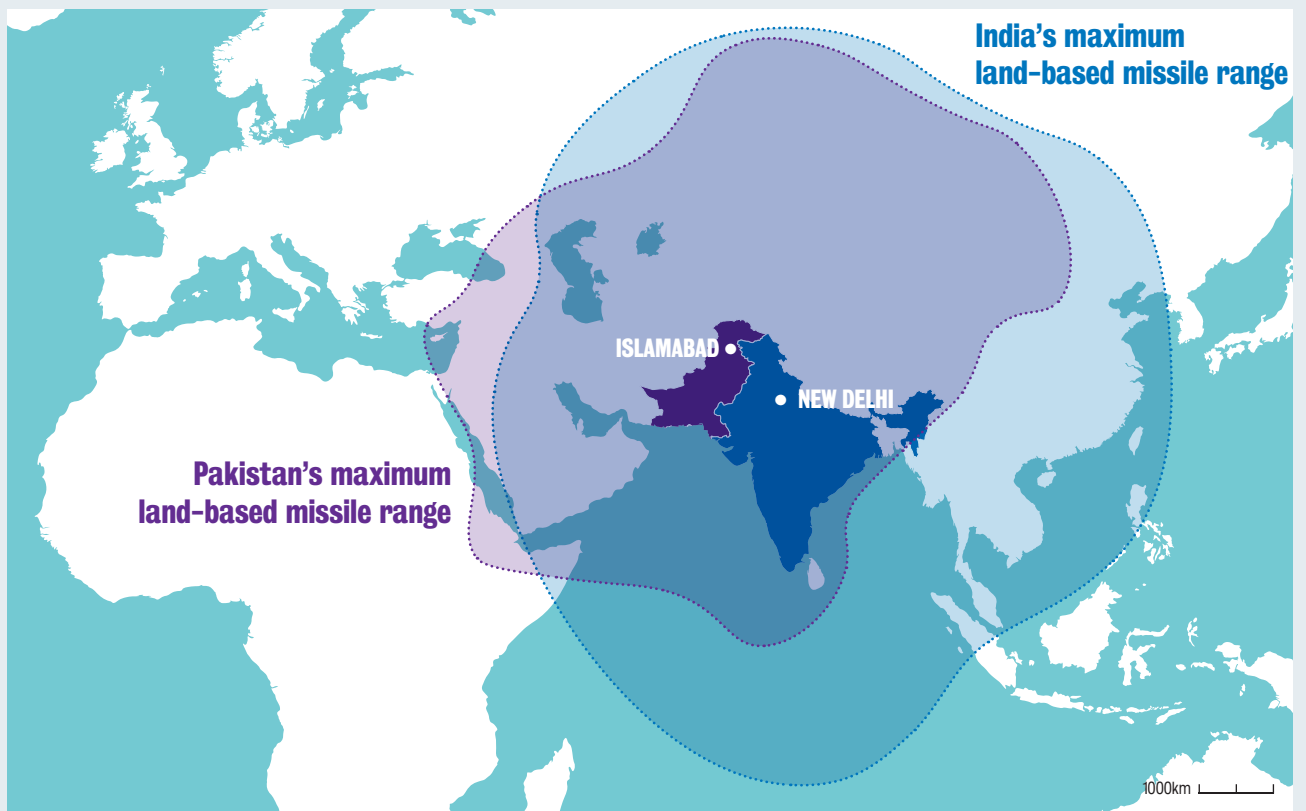 India’s maximum
land-based missile range
ISLAMABAD
NEW DELHI
Pakistan’s maximum
land-based missile range
1000km